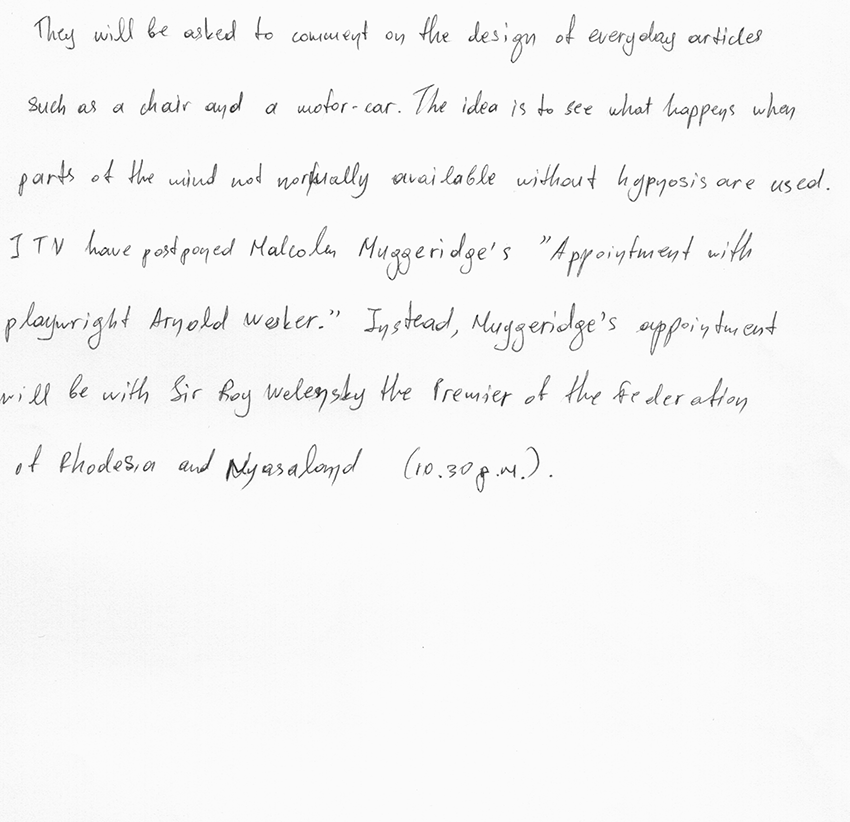 They will be asked to comment on the design of everyday articles
such as a chair and a motor-car. The idea is to see what happens when
parts of the mind not normally available without hypnosis are used.
ITV have postponed Malcolm Muggeridge's "Appointment with
playwright Arnold Wesker." Instead, Muggeridge's appointment
will be with Sir Roy Welensky the Premier of the Federation
of Rhodesia and Nyasaland (10.30 p.m.).